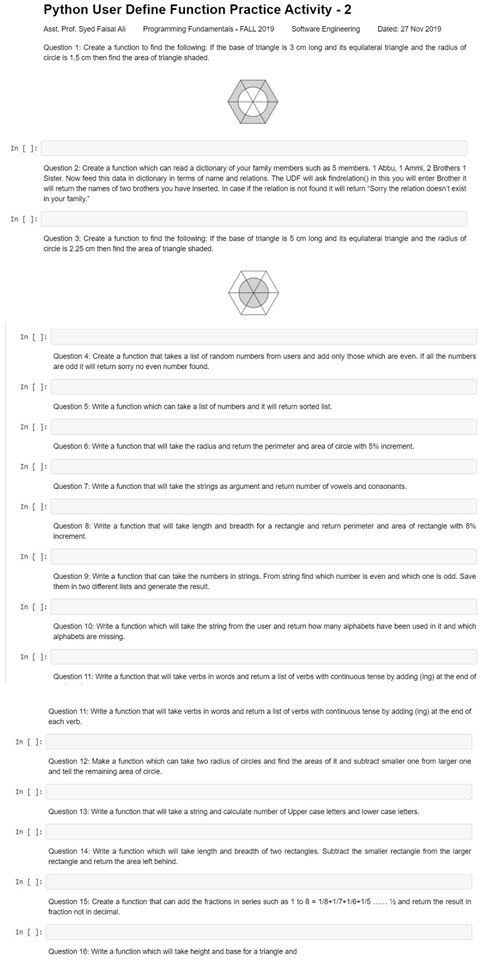 Python User Define Function Practice Activity - 2
Asst. Prof. Syed Faisal Ali Programming Fundamentals - FALL 2019 Software Engineering Dated: 27 Nov 2019
Question 1: Create a function to find the following: If the base of triangle is 3 cm long and its equilateral triangle and the radius of
circle is 1.5 cm then find the area of triangle shaded.
In [ ]:
Question 2: Create a function which can read a dictionary of your family members such as 5 members. 1 Abbu, 1 Ammi, 2 Brothers 1
Sister. Now feed this data in dictionary in terms of name and relations. The UDF will ask findrelation() in this you will enter Brother it
will return the names of two brothers you have inserted. In case if the relation is not found it will return "Sorry the relation doesn't exist
in your family."
In [ ]:
Question 3: Create a function to find the following: If the base of triangle is 5 cm long and its equilateral triangle and the radius of
circle is 2.25 cm then find the area of triangle shaded.
In [ ]:
Question 4: Create a function that takes a list of random numbers from users and add only those which are even. If all the numbers
are odd it will return sorry no even number found.
In [ ]:
Question 5: Write a function which can take a list of numbers and it will return sorted list.
In [ ]:
Question 6: Write a function that will take the radius and return the perimeter and area of circle with 5% increment.
In [ ]:
Question 7: Write a function that will take the strings as argument and return number of vowels and consonants.
In [ ]:
Question 8: Write a function that will take length and breadth for a rectangle and return perimeter and area of rectangle with 8%
increment.
In [ ]:
Question 9: Write a function that can take the numbers in strings. From string find which number is even and which one is odd. Save
them in two different lists and generate the result.
In [ ]:
Question 10: Write a function which will take the string from the user and return how many alphabets have been used in it and which
alphabets are missing.
In [ ]:
Question 11: Write a function that will take verbs in words and return a list of verbs with continuous tense by adding (ing) at the end of
Question 11: Write a function that will take verbs in words and return a list of verbs with continuous tense by adding (ing) at the end of
each verb.
In [ ]:
Question 12: Make a function which can take two radius of circles and find the areas of it and subtract smaller one from larger one
and tell the remaining area of circle.
In [ ]:
Question 13: Write a function that will take a string and calculate number of Upper case letters and lower case letters.
In [ ]:
Question 14: Write a function which will take length and breadth of two rectangles. Subtract the smaller rectangle from the larger
rectangle and return the area left behind.
In [ ]:
Question 15: Create a function that can add the fractions in series such as 1 to 8 = 1/8+1/7+1/6+1/5 ...... ½ and return the result in
fraction not in decimal.
In [ ]:
Question 16: Write a function which will take height and base for a triangle and